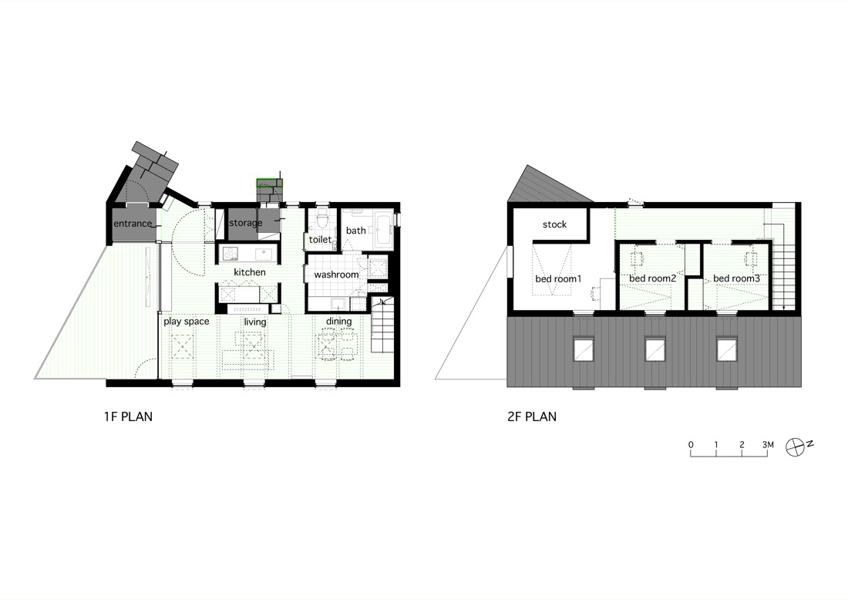 entrance
storage
toilet
bath
kitchen
washroom
play space
living
dining
1F PLAN
stock
bed room1
bed room2
bed room3
2F PLAN
0 1 2 3M
N